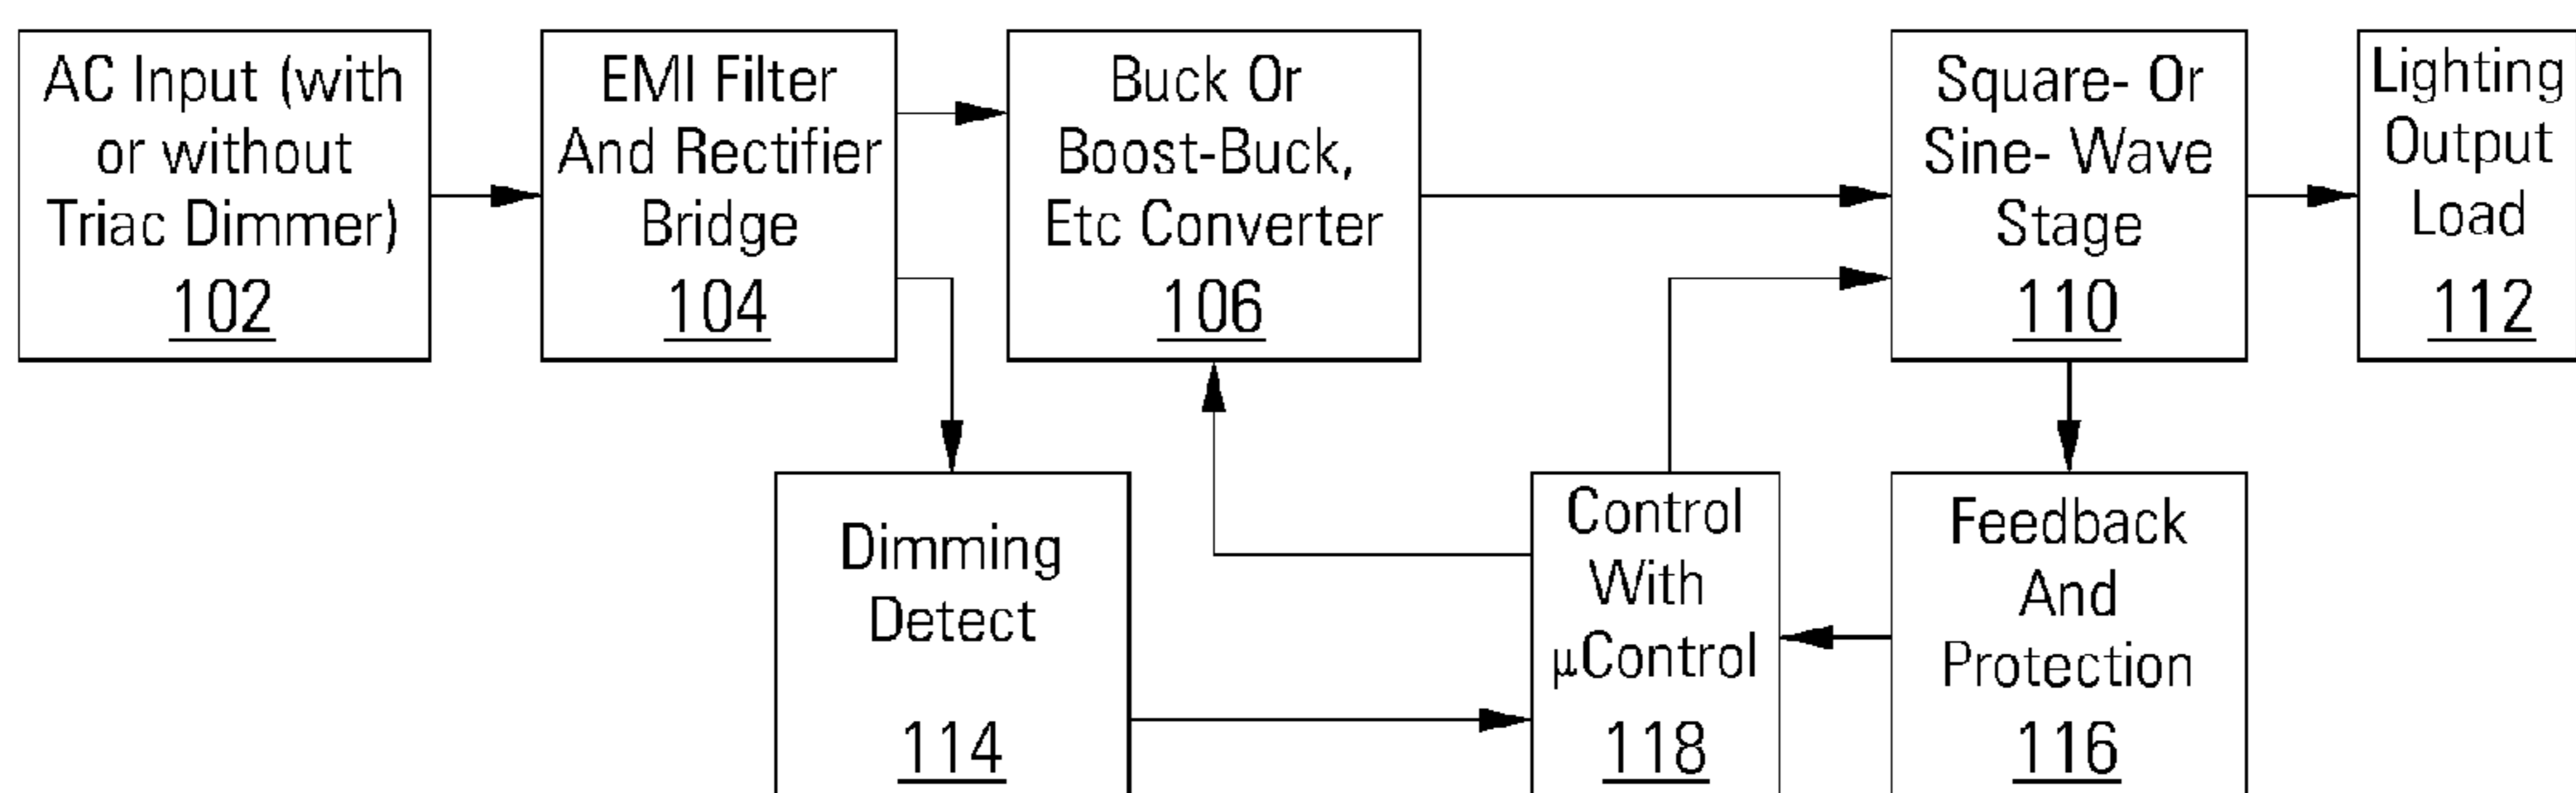 AC Input (with
or without
Triac Dimmer)
102
EMI Filter
And Rectifier
Bridge
104
Buck Or
Boost-Buck,
Etc Converter
106
Square- Or
Sine- Wave
Stage
110
Lighting
Output
Load
112
Dimming
Detect
114
Control
With
µControl
118
Feedback
And
Protection
116